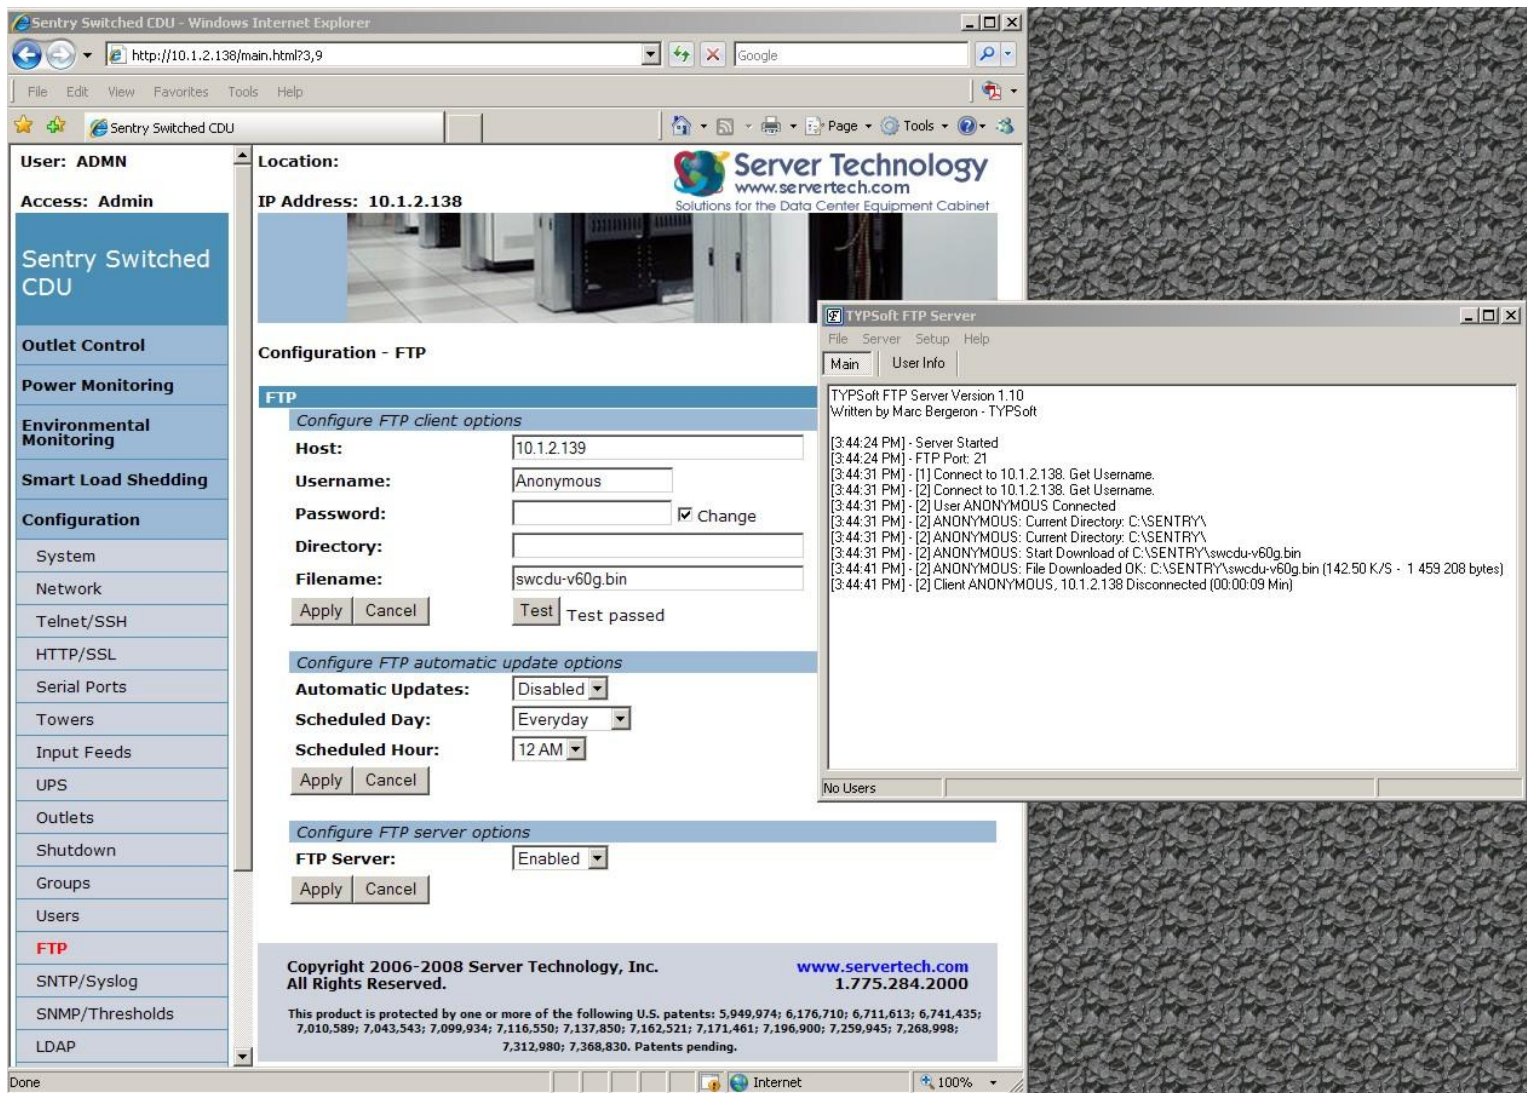 Sentry Switched CDU - Windows Internet Explorer
http://10.1.2.138/main.html?3,9
Google
File Edit View Favorites Tools Help
Sentry Switched CDU
Page Tools
User: ADMN
Access: Admin
Sentry Switched
CDU
Outlet Control
Power Monitoring
Environmental
Monitoring
Smart Load Shedding
Configuration
System
Network
Telnet/SSH
HTTP/SSL
Serial Ports
Towers
Input Feeds
UPS
Outlets
Shutdown
Groups
Users
FTP
SNTP/Syslog
SNMP/Thresholds
LDAP
Location:
IP Address: 10.1.2.138
Server Technology
www.servertech.com
Solutions for the Data Center Equipment Cabinet
Configuration - FTP
FTP
Configure FTP client options
Host: 10.1.2.139
Username: Anonymous
Password: Change
Directory:
Filename: swcdu-v60g.bin
Apply Cancel Test Test passed
Configure FTP automatic update options
Automatic Updates: Disabled
Scheduled Day: Everyday
Scheduled Hour: 12 AM
Apply Cancel
Configure FTP server options
FTP Server: Enabled
Apply Cancel
Copyright 2006-2008 Server Technology, Inc. www.servertech.com
All Rights Reserved. 1.775.284.2000
This product is protected by one or more of the following U.S. patents: 5,949,974; 6,176,710; 6,711,613; 6,741,435;
7,010,589; 7,043,543; 7,099,934; 7,116,550; 7,137,850; 7,162,521; 7,171,461; 7,196,900; 7,259,945; 7,268,998;
7,312,980; 7,368,830. Patents pending.
Done Internet 100%
TYPSoft FTP Server
File Server Setup Help
Main User Info
TYPSoft FTP Server Version 1.10
Written by Marc Bergeron - TYPSoft
[3:44:24 PM] - Server Started
[3:44:24 PM] - FTP Port: 21
[3:44:31 PM] - [1] Connect to 10.1.2.138. Get Username.
[3:44:31 PM] - [2] Connect to 10.1.2.138. Get Username.
[3:44:31 PM] - [2] User ANONYMOUS Connected
[3:44:31 PM] - [2] ANONYMOUS: Current Directory: C:\SENTRY\
[3:44:31 PM] - [2] ANONYMOUS: Current Directory: C:\SENTRY\
[3:44:31 PM] - [2] ANONYMOUS: Start Download of C:\SENTRY\swcdu-v60g.bin
[3:44:41 PM] - [2] ANONYMOUS: File Downloaded OK: C:\SENTRY\swcdu-v60g.bin (142.50 K/S - 1 459 208 bytes)
[3:44:41 PM] - [2] Client ANONYMOUS, 10.1.2.138 Disconnected (00:00:09 Min)
No Users